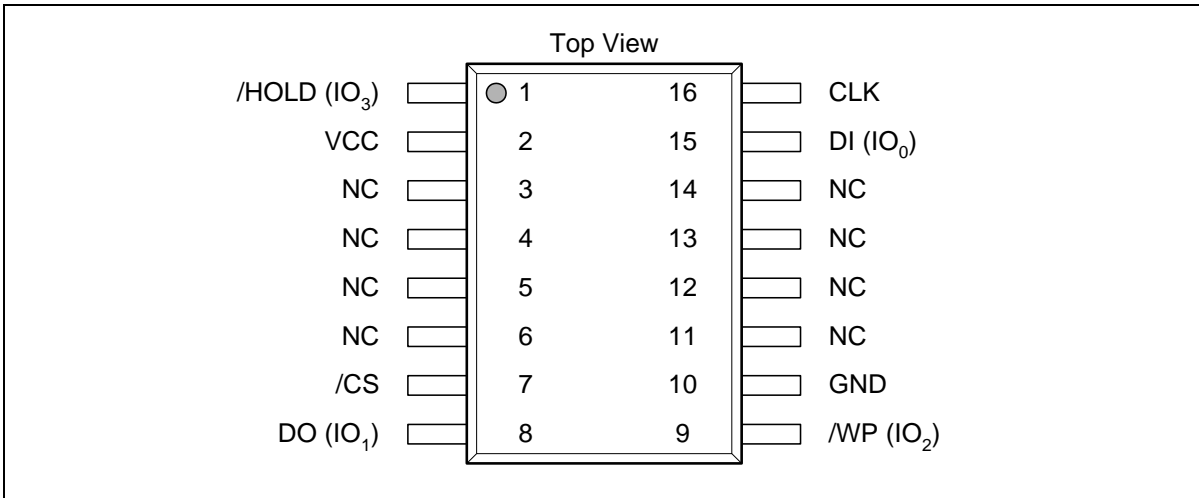 Top View
/HOLD (IO3) 1 16 CLK
VCC 2 15 DI (IO0)
NC 3 14 NC
NC 4 13 NC
NC 5 12 NC
NC 6 11 NC
/CS 7 10 GND
DO (IO1) 8 9 /WP (IO2)